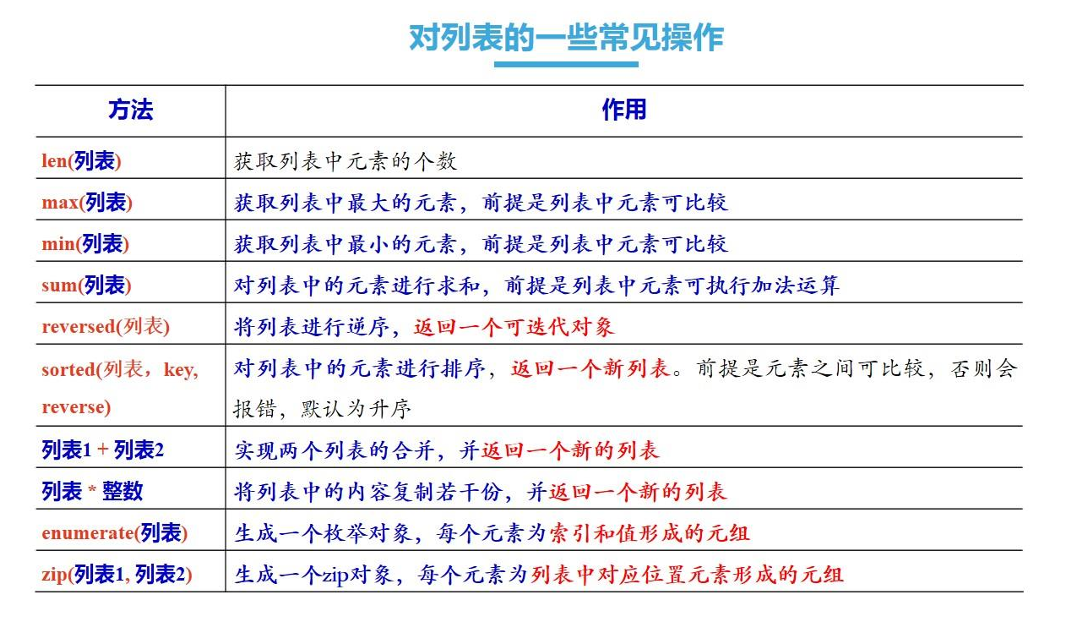 对列表的一些常见操作
方法 作用
len(列表) 获取列表中元素的个数
max(列表) 获取列表中最大的元素，前提是列表中元素可比较
min(列表) 获取列表中最小的元素，前提是列表中元素可比较
sum(列表) 对列表中的元素进行求和，前提是列表中元素可执行加法运算
reversed(列表) 将列表进行逆序，返回一个可迭代对象
sorted(列表，key, 对列表中的元素进行排序，返回一个新列表。前提是元素之间可比较，否则会
reverse) 报错，默认为升序
列表1 + 列表2 实现两个列表的合并，并返回一个新的列表
列表 * 整数 将列表中的内容复制若干份，并返回一个新的列表
enumerate(列表) 生成一个枚举对象，每个元素为索引和值形成的元组
zip(列表1, 列表2) 生成一个zip对象，每个元素为列表中对应位置元素形成的元组